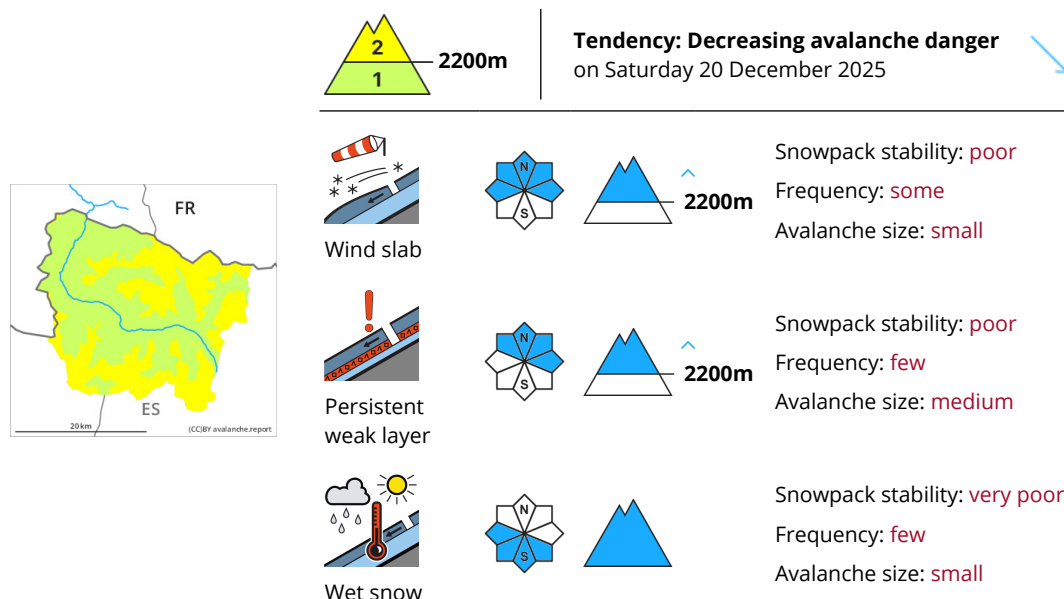 2
1
2200m
Tendency: Decreasing avalanche danger
on Saturday 20 December 2025
FR
ES
20 km
(CC)BY avalanche.report
N
S
2200m
Snowpack stability: poor
Frequency: some
Avalanche size: small
Wind slab
N
S
2200m
Snowpack stability: poor
Frequency: few
Avalanche size: medium
Persistent
weak layer
N
S
Snowpack stability: very poor
Frequency: few
Avalanche size: small
Wet snow